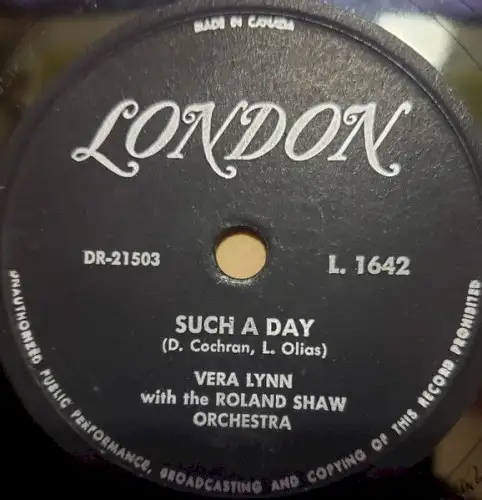 MADE IN CANADA
LONDON
DR-21503
L. 1642
SUCH A DAY
(D. Cochran, L. Olias)
VERA LYNN
with the ROLAND SHAW
ORCHESTRA
UNAUTHORIZED PUBLIC PERFORMANCE, BROADCASTING AND COPYING OF THIS RECORD PROHIBITED